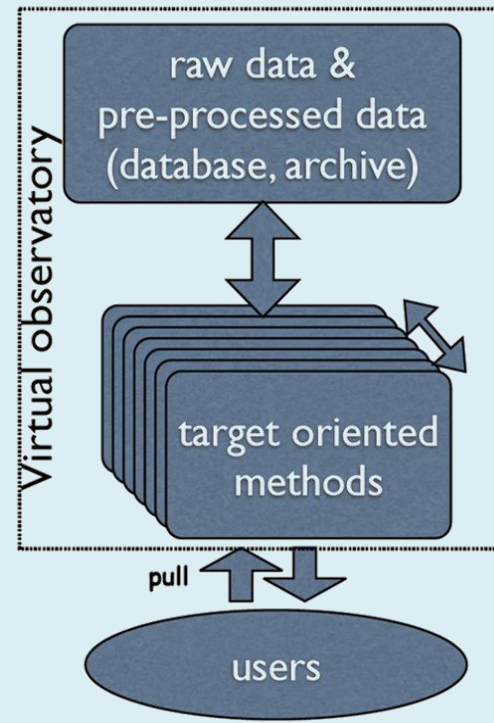 Virtual observatory
raw data &
pre-processed data
(database, archive)
target oriented
methods
pull
users